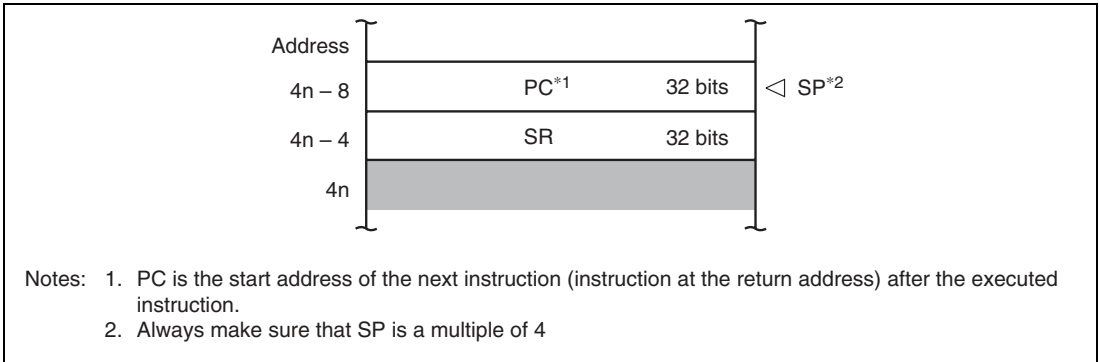 Address
4n – 8 PC*1 32 bits ◁ SP*2
4n – 4 SR 32 bits
4n
Notes: 1. PC is the start address of the next instruction (instruction at the return address) after the executed
instruction.
2. Always make sure that SP is a multiple of 4